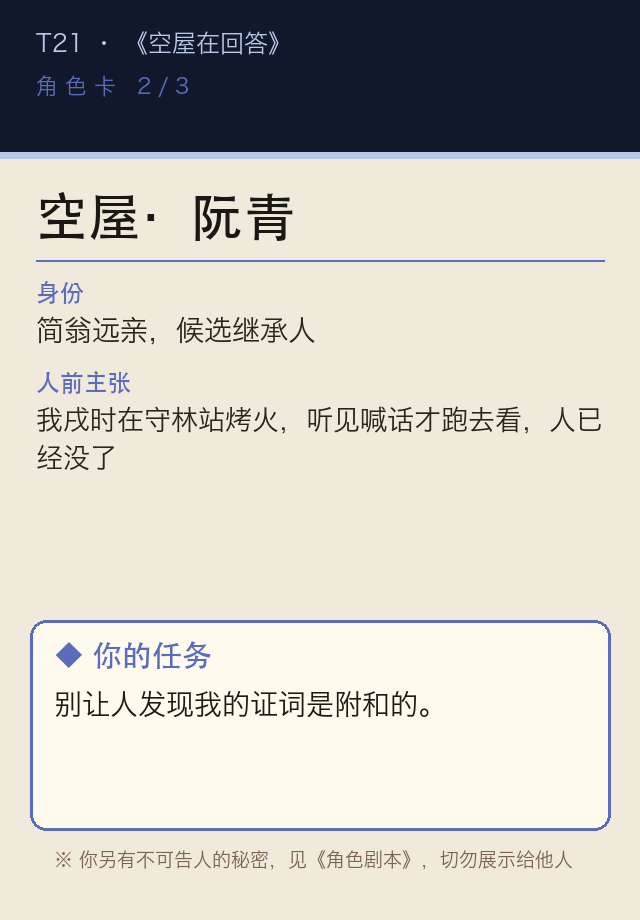 T21 · 《空屋在回答》
角色卡 2/3
空屋· 阮青
身份
简翁远亲，候选继承人
人前主张
我戌时在守林站烤火，听见喊话才跑去看，人已
经没了
◆ 你的任务
别让人发现我的证词是附和的。
※ 你另有不可告人的秘密，见《角色剧本》，切勿展示给他人